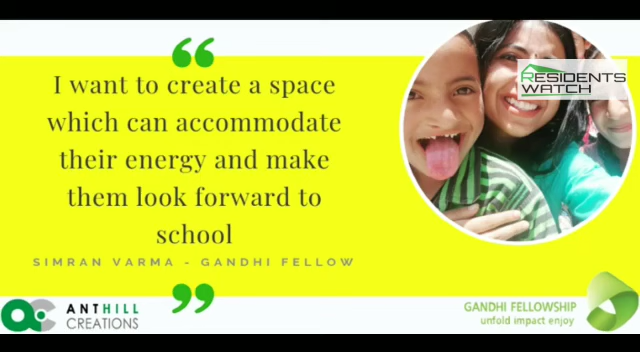 RESIDENTS
WATCH
I want to create a space
which can accommodate
their energy and make
them look forward to
school
SIMRAN VARMA - GANDHI FELLOW
ANTHILL
CREATIONS
GANDHI FELLOWSHIP
unfold impact enjoy